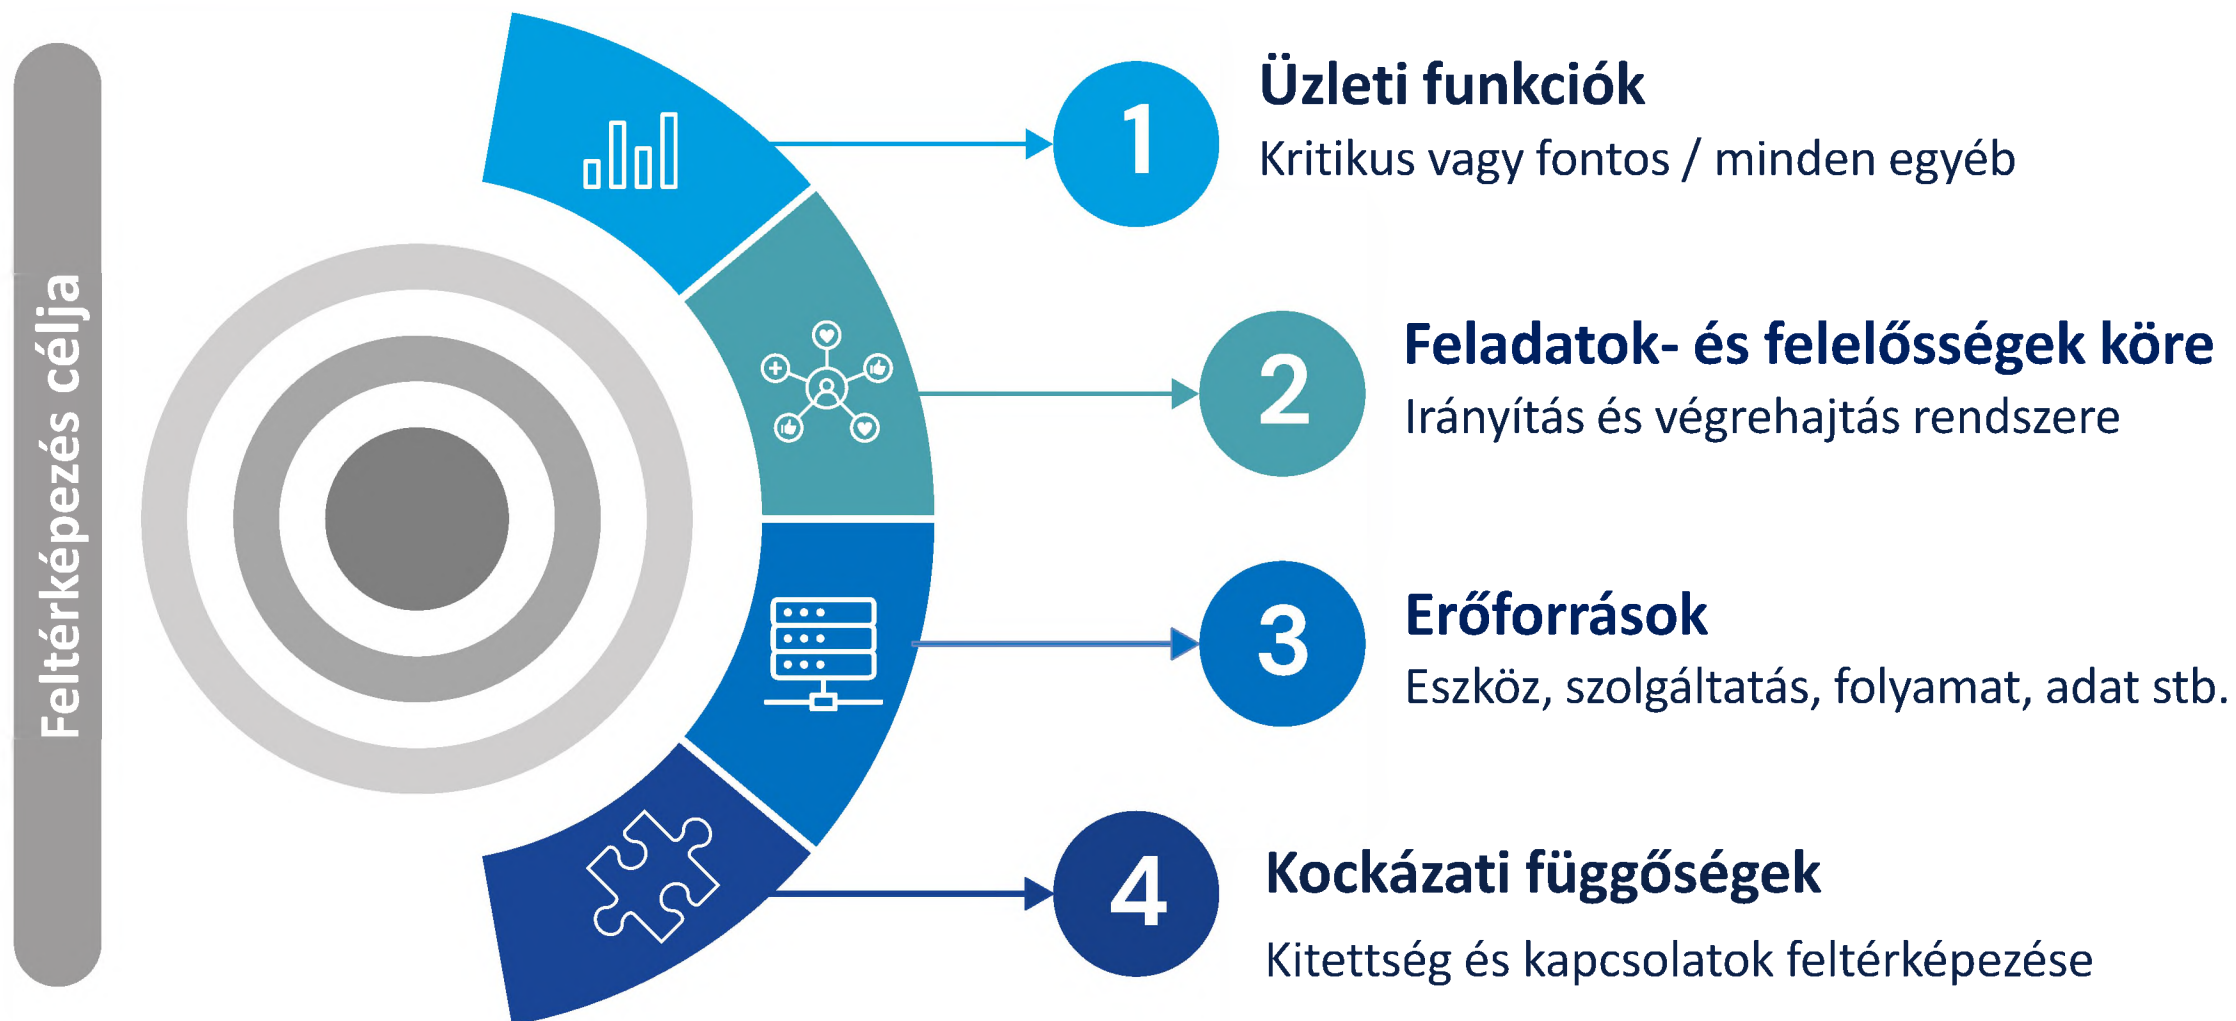 Feltérképezés célja
1
Üzleti funkciók
Kritikus vagy fontos / minden egyéb
2
Feladatok- és felelősségek köre
Irányítás és végrehajtás rendszere
3
Erőforrások
Eszköz, szolgáltatás, folyamat, adat stb.
4
Kockázati függőségek
Kitettség és kapcsolatok feltérképezése